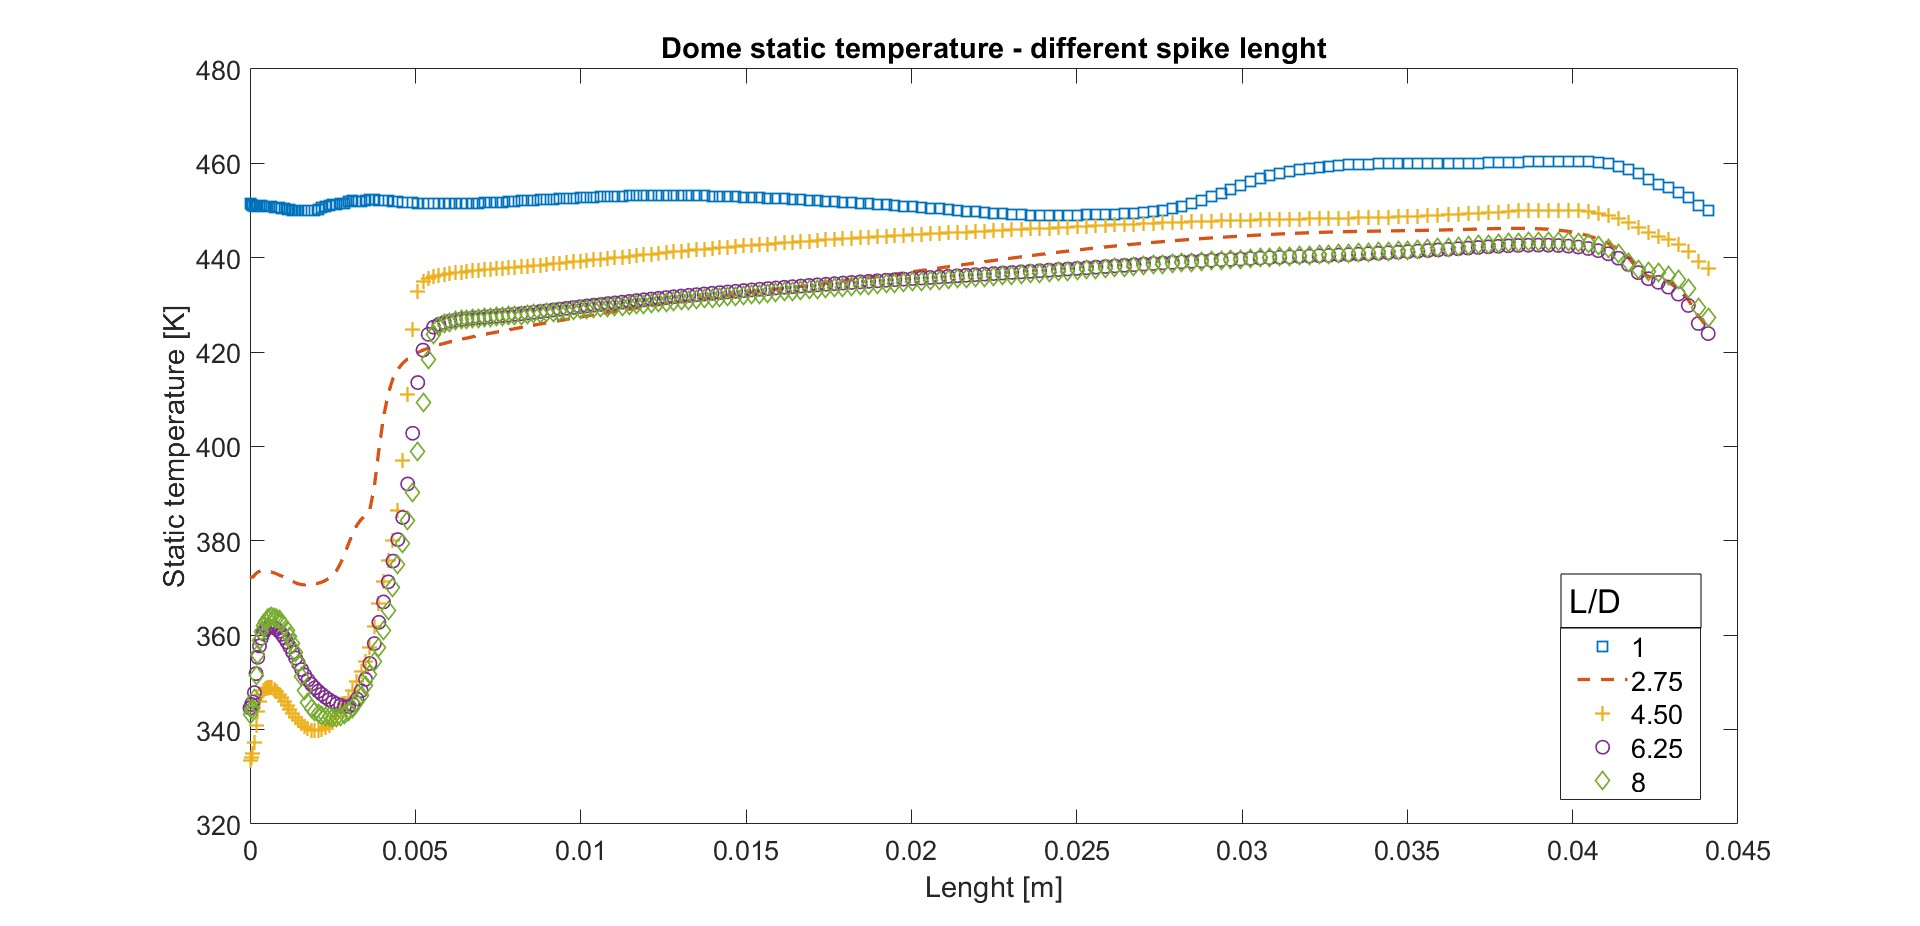 Dome static temperature - different spike lenght
480
460
440
420
400
380
360
340
320
Static temperature [K]
0 0.005 0.01 0.015 0.02 0.025 0.03 0.035 0.04 0.045
Lenght [m]
L/D
1
2.75
4.50
6.25
8